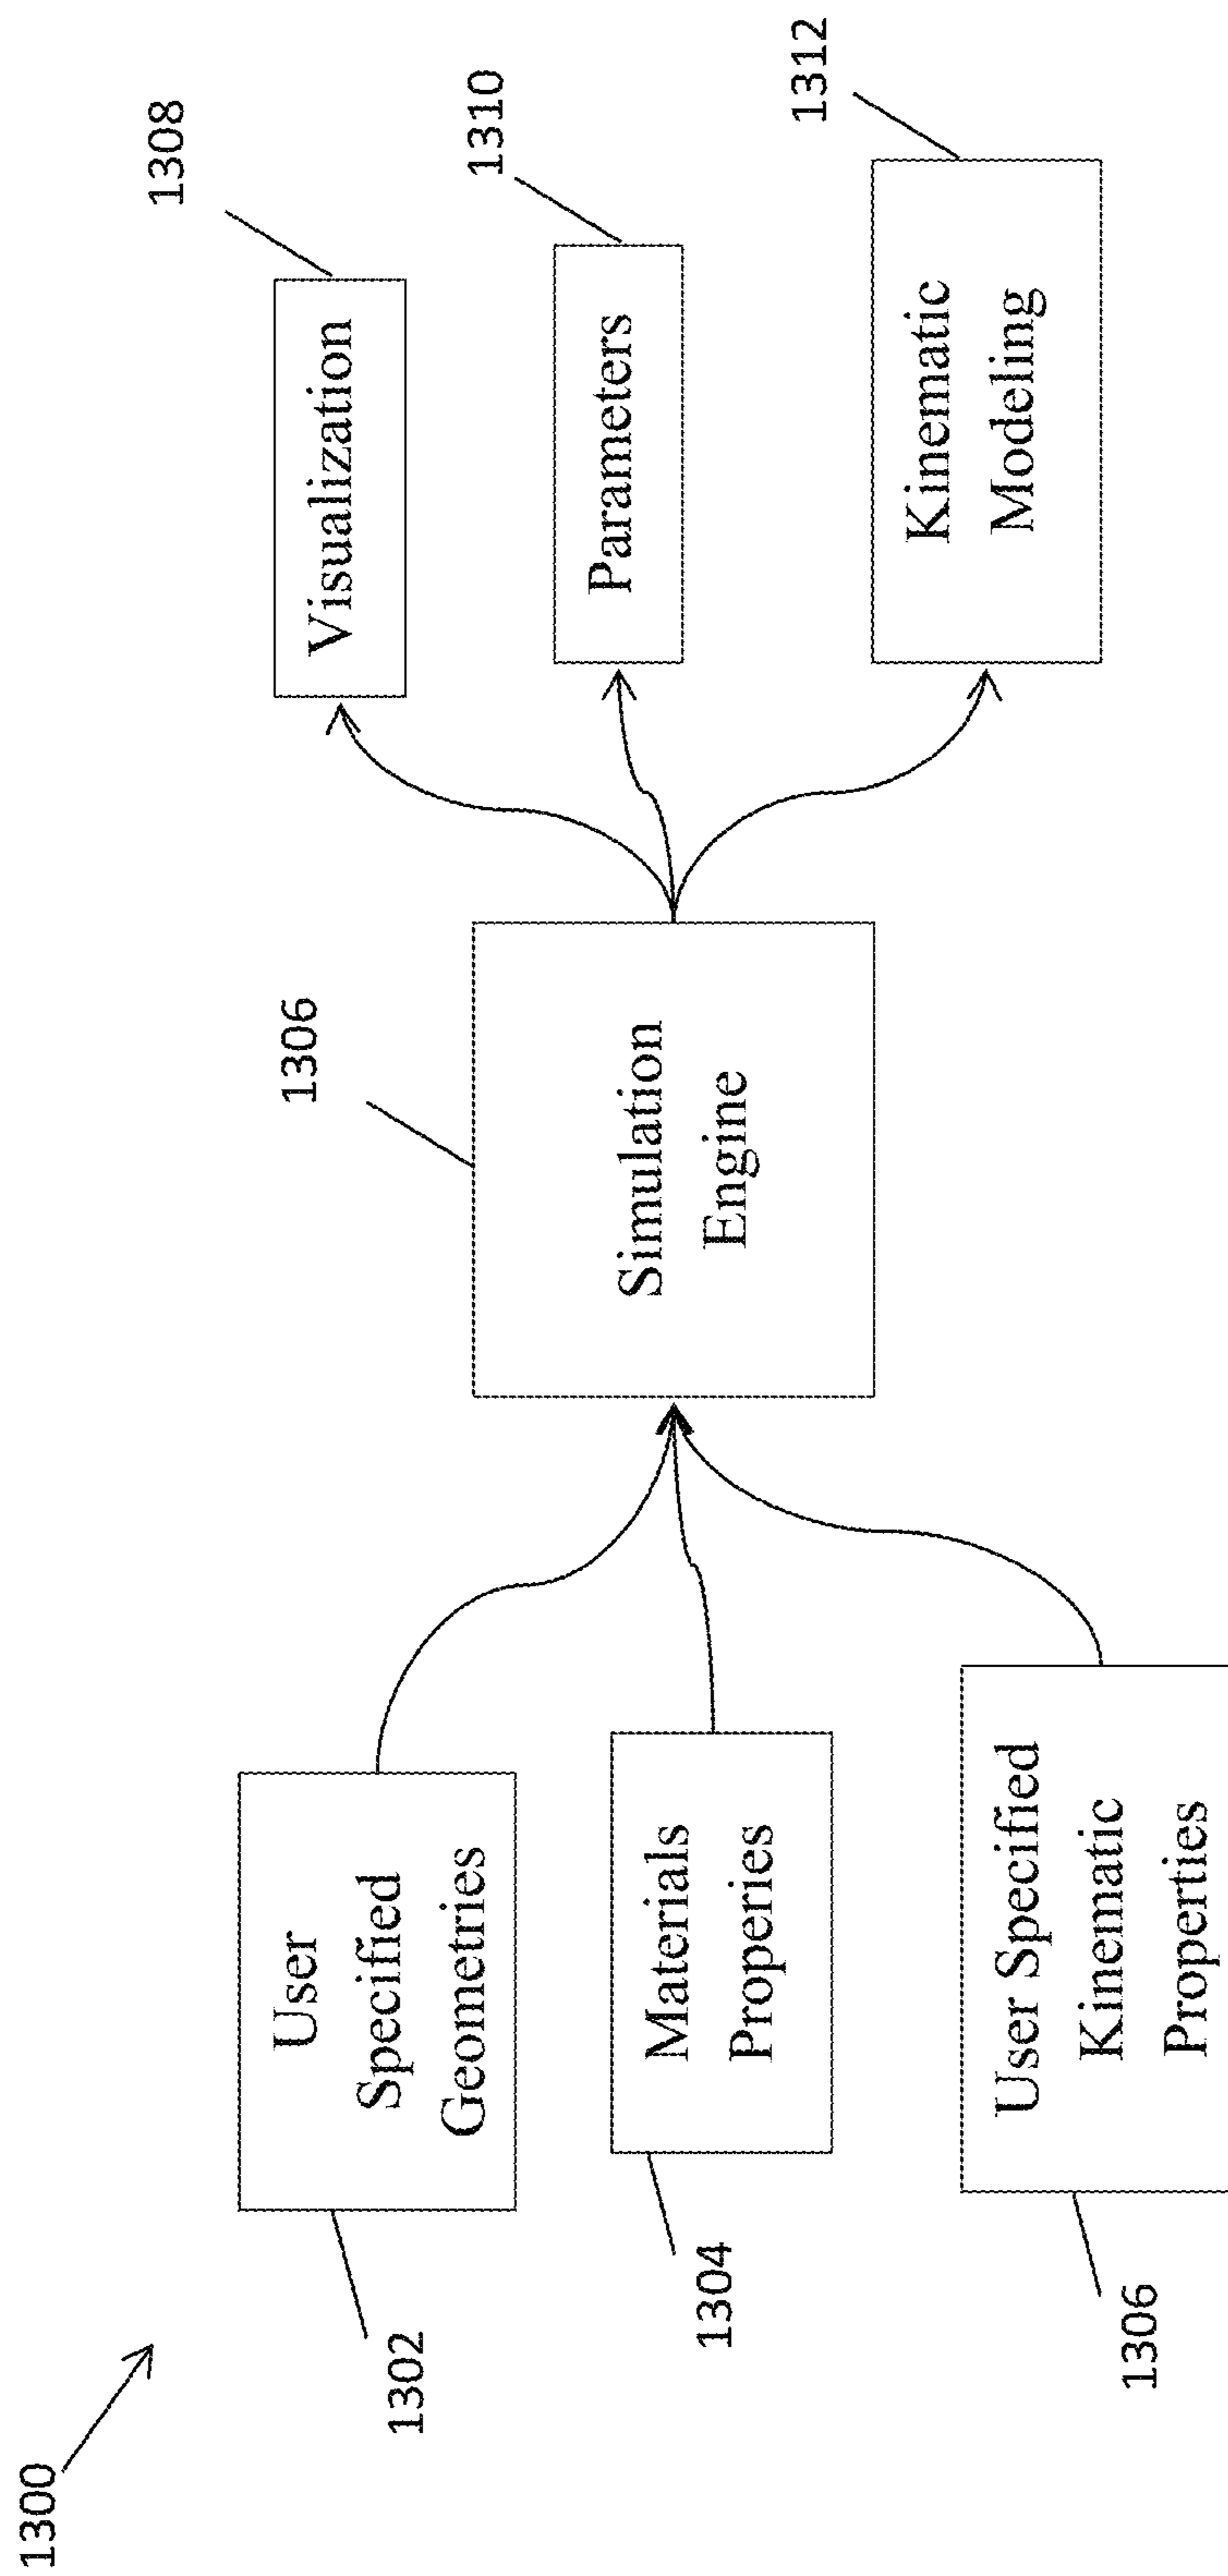 1300
1302
User
Specified
Geometries
1304
Materials
Properies
1306
User Specified
Kinematic
Properties
1306
Simulation
Engine
1308
Visualization
1310
Parameters
1312
Kinematic
Modeling